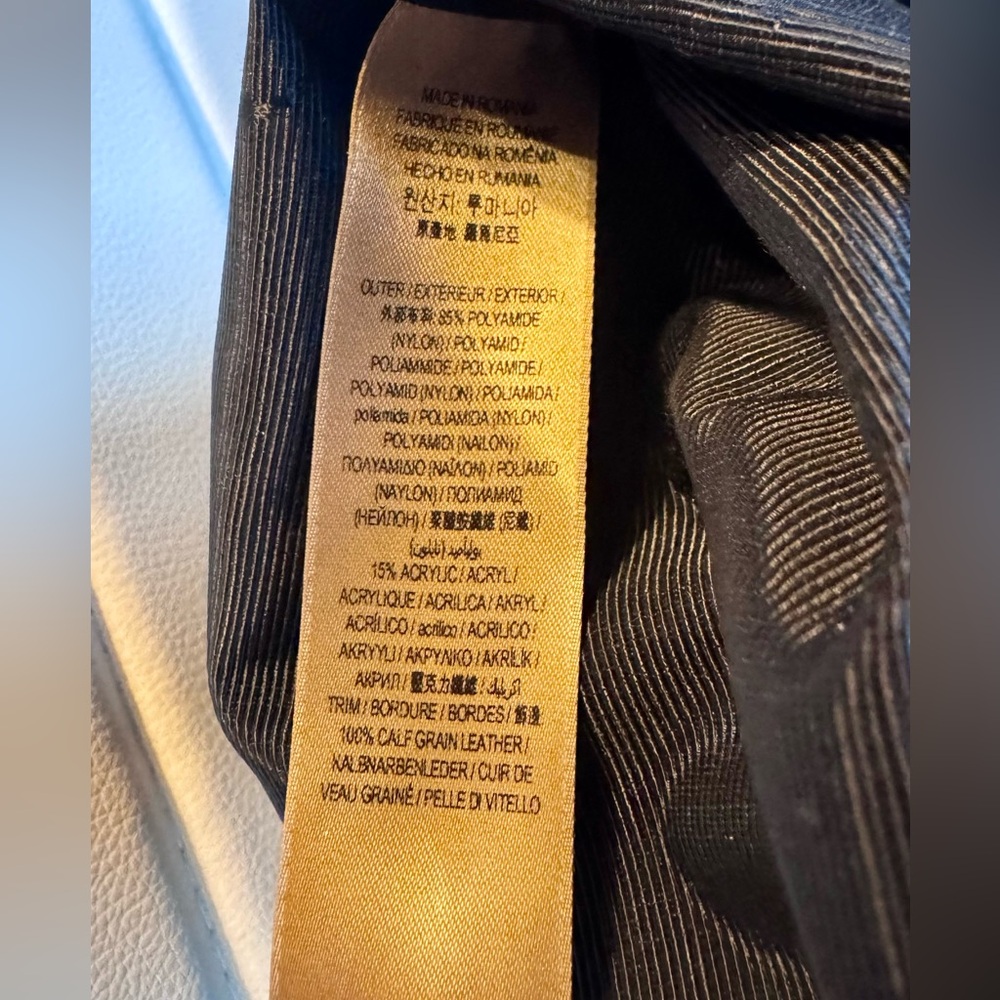 MADE IN ROMANIA
FABRIQUÉ EN ROUMANIE
FABRICADO NA ROMÉNIA
HECHO EN RUMANIA
원산지: 루마니아
原產地 羅馬尼亞
OUTER / EXTÉRIEUR / EXTERIOR /
外部布料 85% POLYAMIDE
(NYLON) / POLYAMID /
POLIAMMIDE / POLYAMIDE /
POLYAMID (NYLON) / POLIAMIDA /
poliamida / POLIAMIDA (NYLON) /
POLYAMIDI (NAILON) /
ΠΟΛΥΑΜΙΔΙΟ (ΝΑΪΛΟΝ) / POLIAMID
(NAYLON) / ПОЛИАМИД
(НЕЙЛОН) / 聚醯胺纖維 (尼龍) /
(نايلون)
15% ACRYLIC / ACRYL /
ACRYLIQUE / ACRILICA / AKRYL /
ACRÍLICO / acrílico / ACRILICO /
AKRYYLI / ΑΚΡΥΛΙΚΟ / AKRİLİK /
АКРИЛ / 壓克力纖維 / اكريليك
TRIM / BORDURE / BORDES / 飾邊
100% CALF GRAIN LEATHER /
KALBNARBENLEDER / CUIR DE
VEAU GRAINÉ / PELLE DI VITELLO